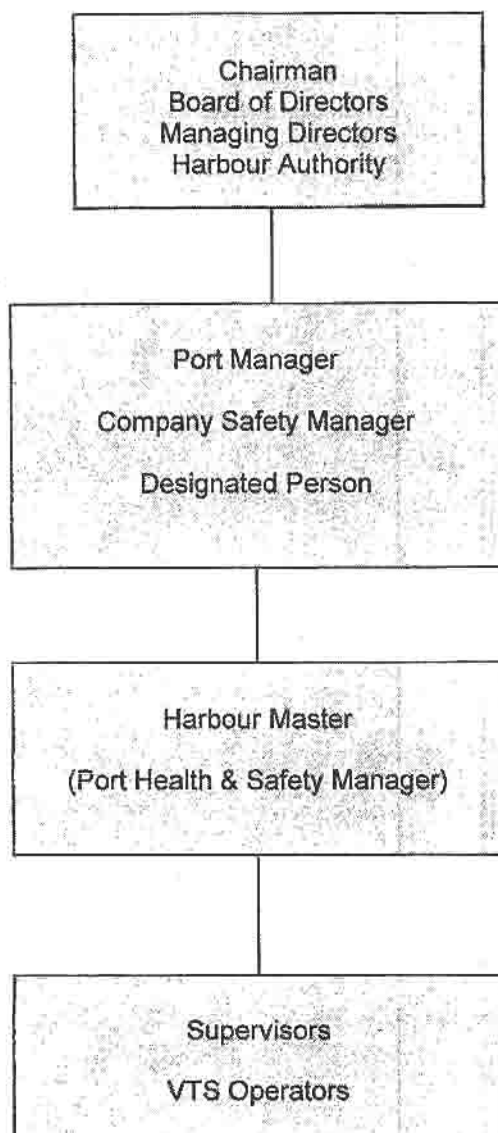 Chairman
Board of Directors
Managing Directors
Harbour Authority
Port Manager
Company Safety Manager
Designated Person
Harbour Master
(Port Health & Safety Manager)
Supervisors
VTS Operators